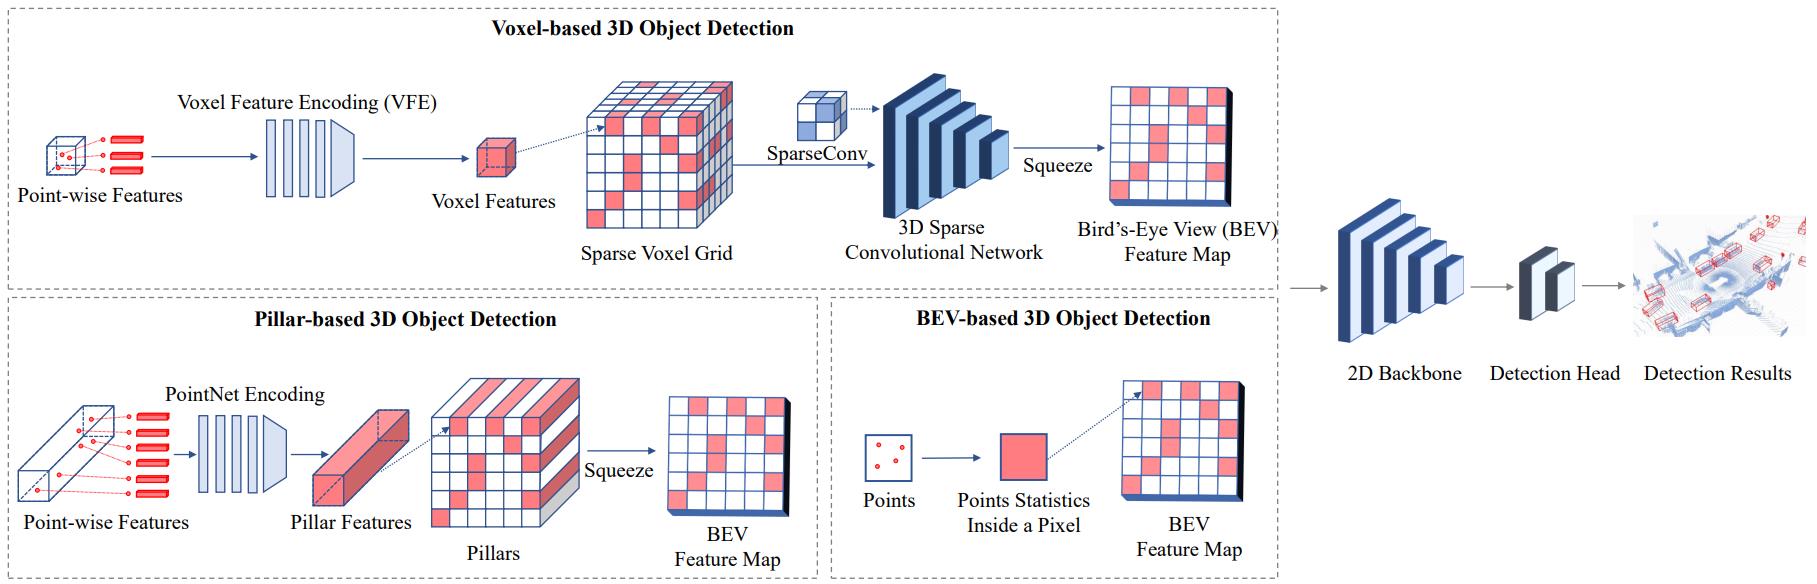 Voxel-based 3D Object Detection
Voxel Feature Encoding (VFE)
Point-wise Features
Voxel Features
Sparse Voxel Grid
SparseConv
3D Sparse
Convolutional Network
Squeeze
Bird's-Eye View (BEV)
Feature Map
Pillar-based 3D Object Detection
PointNet Encoding
Point-wise Features
Pillar Features
Pillars
Squeeze
BEV
Feature Map
BEV-based 3D Object Detection
Points
Points Statistics
Inside a Pixel
BEV
Feature Map
2D Backbone
Detection Head
Detection Results